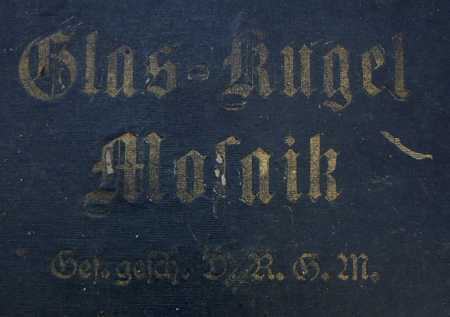 Glas-Kugel
Mosaik
Ges. gesch. D. R. G. M.